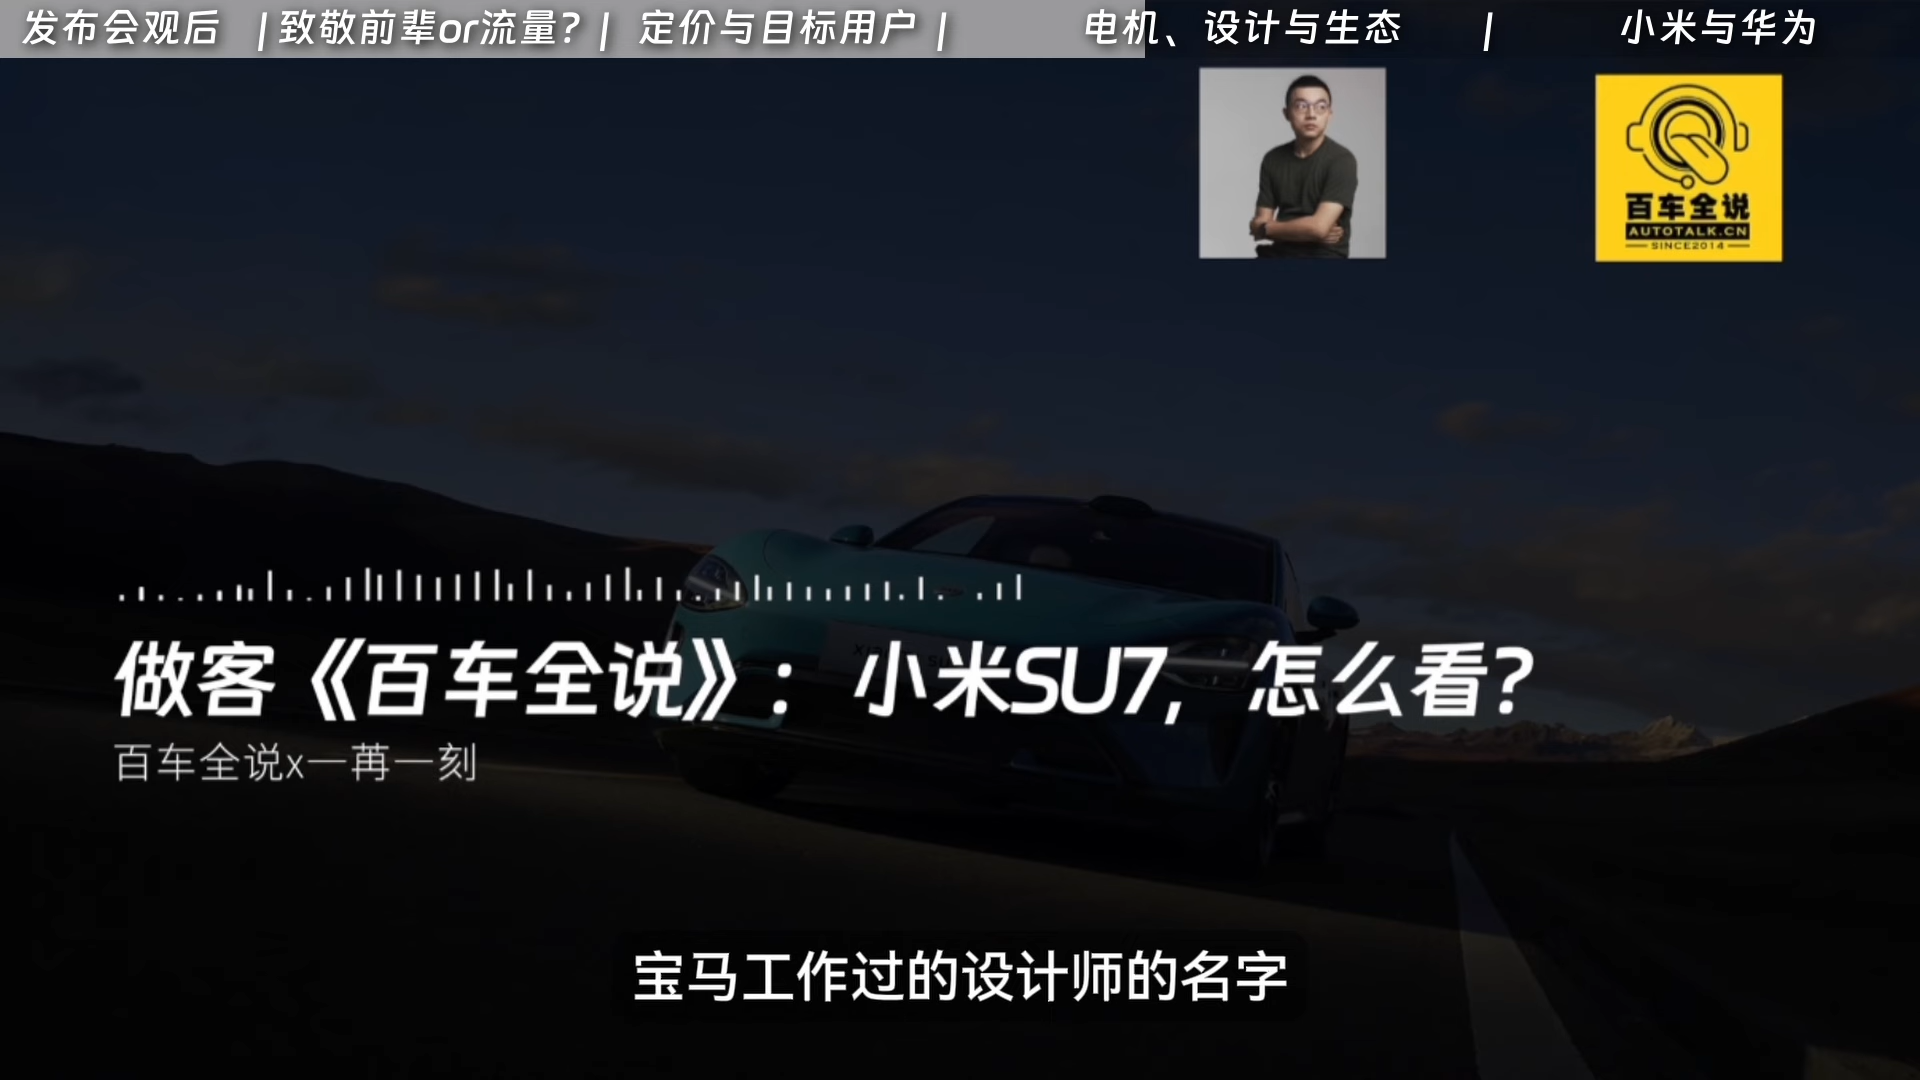 发布会观后 | 致敬前辈or流量? | 定价与目标用户 | 电机、设计与生态 | 小米与华为
百车全说
AUTOTALK.CN
SINCE2014
做客《百车全说》：小米SU7，怎么看?
百车全说x一苒一刻
宝马工作过的设计师的名字